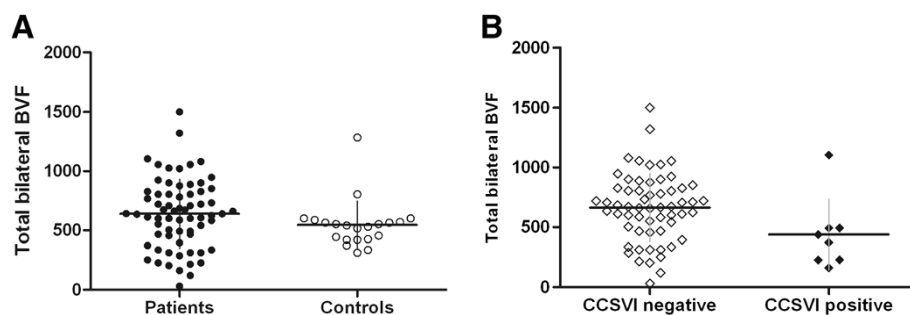 A
Total bilateral BVF
2000
1500
1000
500
0
Patients
Controls
B
Total bilateral BVF
2000
1500
1000
500
0
CCSVI negative
CCSVI positive